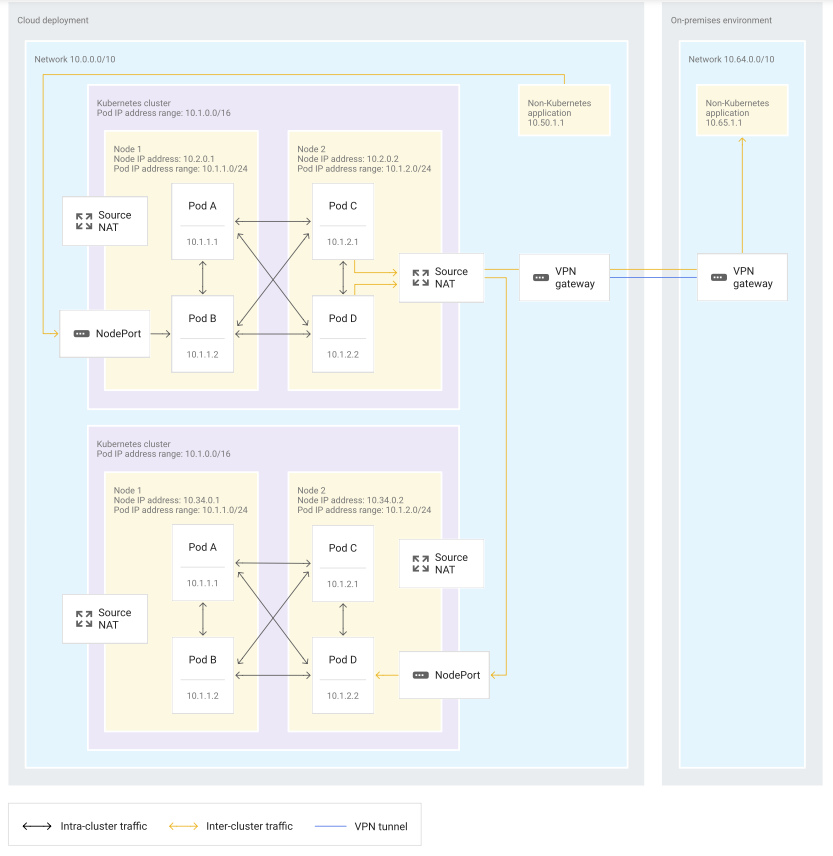 Cloud deployment
On-premises environment
Network 10.0.0.0/10
Network 10.64.0.0/10
Kubernetes cluster
Pod IP address range: 10.1.0.0/16
Non-Kubernetes
application
10.50.1.1
Non-Kubernetes
application
10.65.1.1
Node 1
Node IP address: 10.2.0.1
Pod IP address range: 10.1.1.0/24
Node 2
Node IP address: 10.2.0.2
Pod IP address range: 10.1.2.0/24
Source
NAT
Pod A
10.1.1.1
Pod C
10.1.2.1
Source
NAT
VPN
gateway
VPN
gateway
NodePort
Pod B
10.1.1.2
Pod D
10.1.2.2
Kubernetes cluster
Pod IP address range: 10.1.0.0/16
Node 1
Node IP address: 10.34.0.1
Pod IP address range: 10.1.1.0/24
Node 2
Node IP address: 10.34.0.2
Pod IP address range: 10.1.2.0/24
Pod A
10.1.1.1
Pod C
10.1.2.1
Source
NAT
Source
NAT
Pod B
10.1.1.2
Pod D
10.1.2.2
NodePort
Intra-cluster traffic
Inter-cluster traffic
VPN tunnel